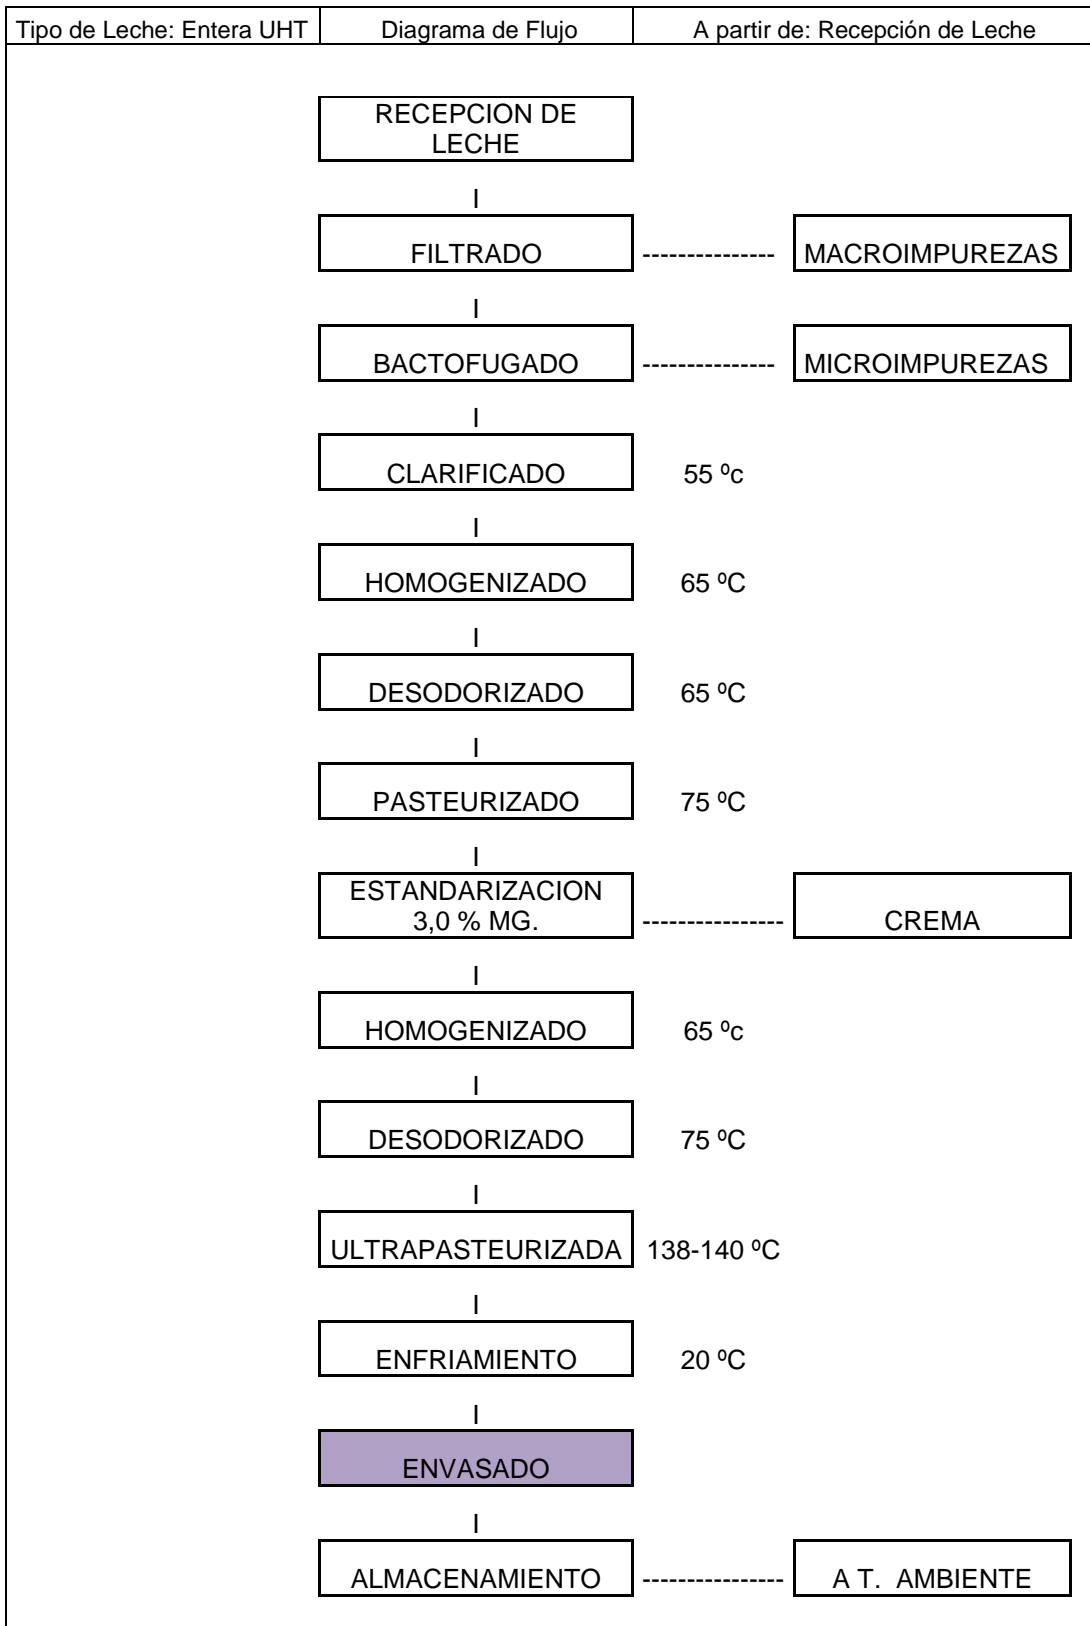 Tipo de Leche: Entera UHT Diagrama de Flujo A partir de: Recepción de Leche
RECEPCION DE
LECHE
I
FILTRADO --------------- MACROIMPUREZAS
I
BACTOFUGADO --------------- MICROIMPUREZAS
I
CLARIFICADO 55 ºc
I
HOMOGENIZADO 65 ºC
I
DESODORIZADO 65 ºC
I
PASTEURIZADO 75 ºC
I
ESTANDARIZACION
3,0 % MG. ---------------- CREMA
I
HOMOGENIZADO 65 ºc
I
DESODORIZADO 75 ºC
I
ULTRAPASTEURIZADA 138-140 ºC
I
ENFRIAMIENTO 20 ºC
I
ENVASADO
I
ALMACENAMIENTO ---------------- A T. AMBIENTE